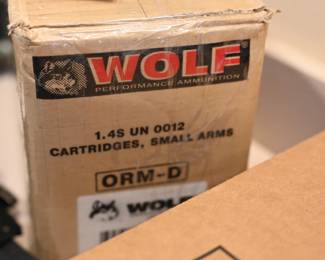 WOLF
PERFORMANCE AMMUNITION
1.4S UN 0012
CARTRIDGES, SMALL ARMS
ORM-D
WOLF